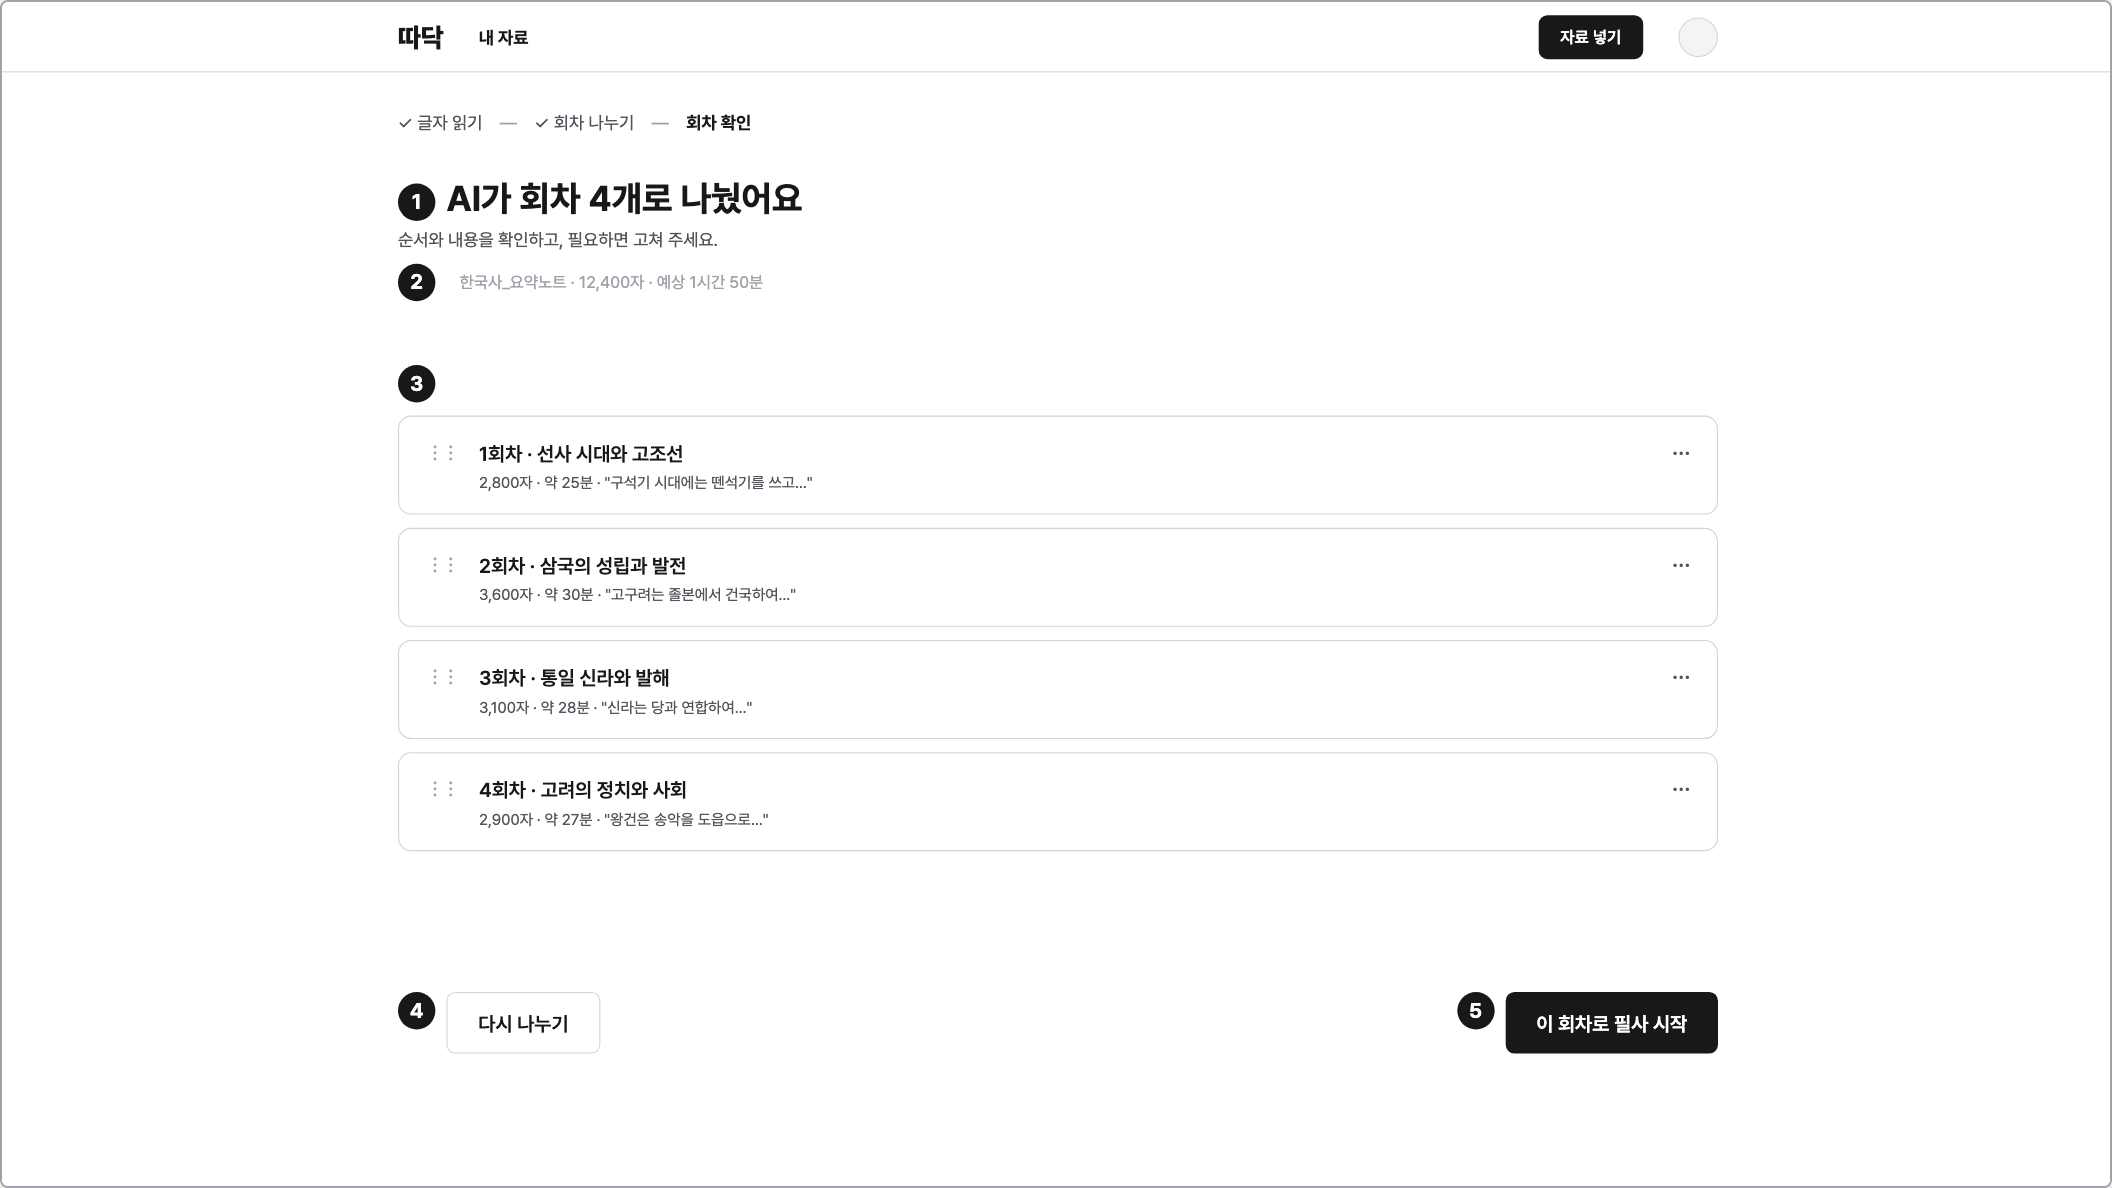 따닥 내 자료 자료 넣기
✓ 글자 읽기 — ✓ 회차 나누기 — 회차 확인
1 AI가 회차 4개로 나눴어요
순서와 내용을 확인하고, 필요하면 고쳐 주세요.
2 한국사_요약노트 · 12,400자 · 예상 1시간 50분
3
1회차 · 선사 시대와 고조선
2,800자 · 약 25분 · "구석기 시대에는 뗀석기를 쓰고..."
2회차 · 삼국의 성립과 발전
3,600자 · 약 30분 · "고구려는 졸본에서 건국하여..."
3회차 · 통일 신라와 발해
3,100자 · 약 28분 · "신라는 당과 연합하여..."
4회차 · 고려의 정치와 사회
2,900자 · 약 27분 · "왕건은 송악을 도읍으로..."
4 다시 나누기 5 이 회차로 필사 시작